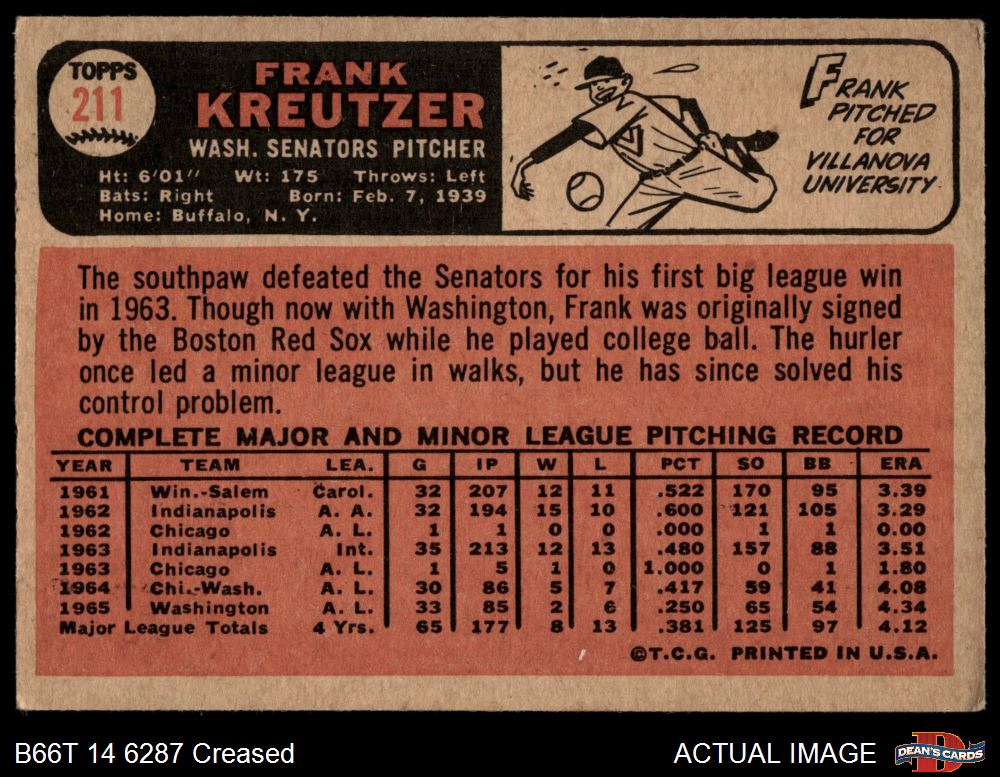 TOPPS
211
FRANK
KREUTZER
WASH. SENATORS PITCHER
Ht: 6'01" Wt: 175 Throws: Left
Bats: Right Born: Feb. 7, 1939
Home: Buffalo, N. Y.
FRANK
PITCHED
FOR
VILLANOVA
UNIVERSITY
The southpaw defeated the Senators for his first big league win
in 1963. Though now with Washington, Frank was originally signed
by the Boston Red Sox while he played college ball. The hurler
once led a minor league in walks, but he has since solved his
control problem.
COMPLETE MAJOR AND MINOR LEAGUE PITCHING RECORD
YEAR TEAM LEA. G IP W L PCT SO BB ERA
1961 Win.-Salem Carol. 32 207 12 11 .522 170 95 3.39
1962 Indianapolis A. A. 32 194 15 10 .600 121 105 3.29
1962 Chicago A. L. 1 1 0 0 .000 1 1 0.00
1963 Indianapolis Int. 35 213 12 13 .480 157 88 3.51
1963 Chicago A. L. 1 5 1 0 1.000 0 1 1.80
1964 Chi.-Wash. A. L. 30 86 5 7 .417 59 41 4.08
1965 Washington A. L. 33 85 2 6 .250 65 54 4.34
Major League Totals 4 Yrs. 65 177 8 13 .381 125 97 4.12
©T.C.G. PRINTED IN U.S.A.
B66T 14 6287 Creased
ACTUAL IMAGE
DEAN'S CARDS